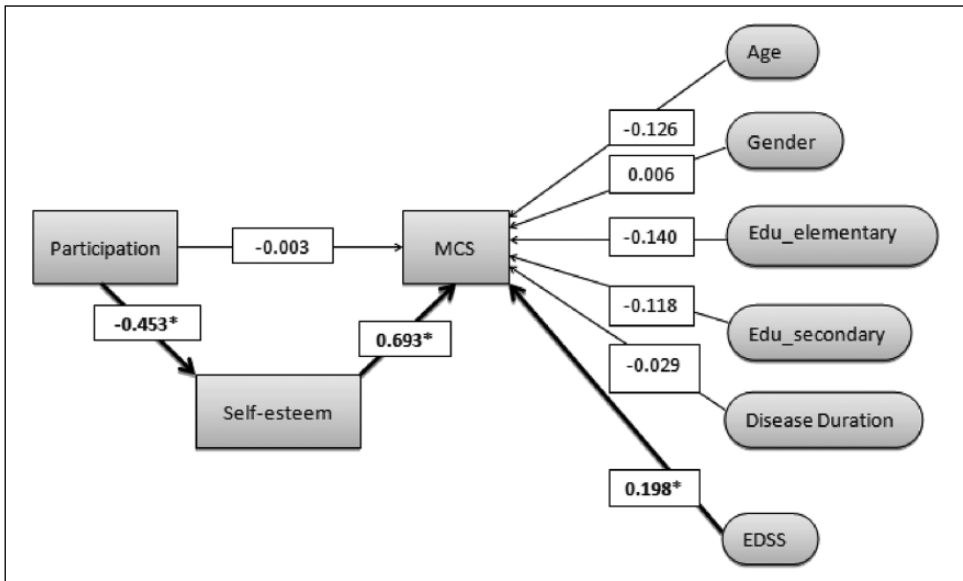 Age
-0.126
Gender
0.006
Participation
-0.003
MCS
-0.140
Edu_elementary
-0.453*
0.693*
-0.118
Edu_secondary
-0.029
Self-esteem
Disease Duration
0.198*
EDSS